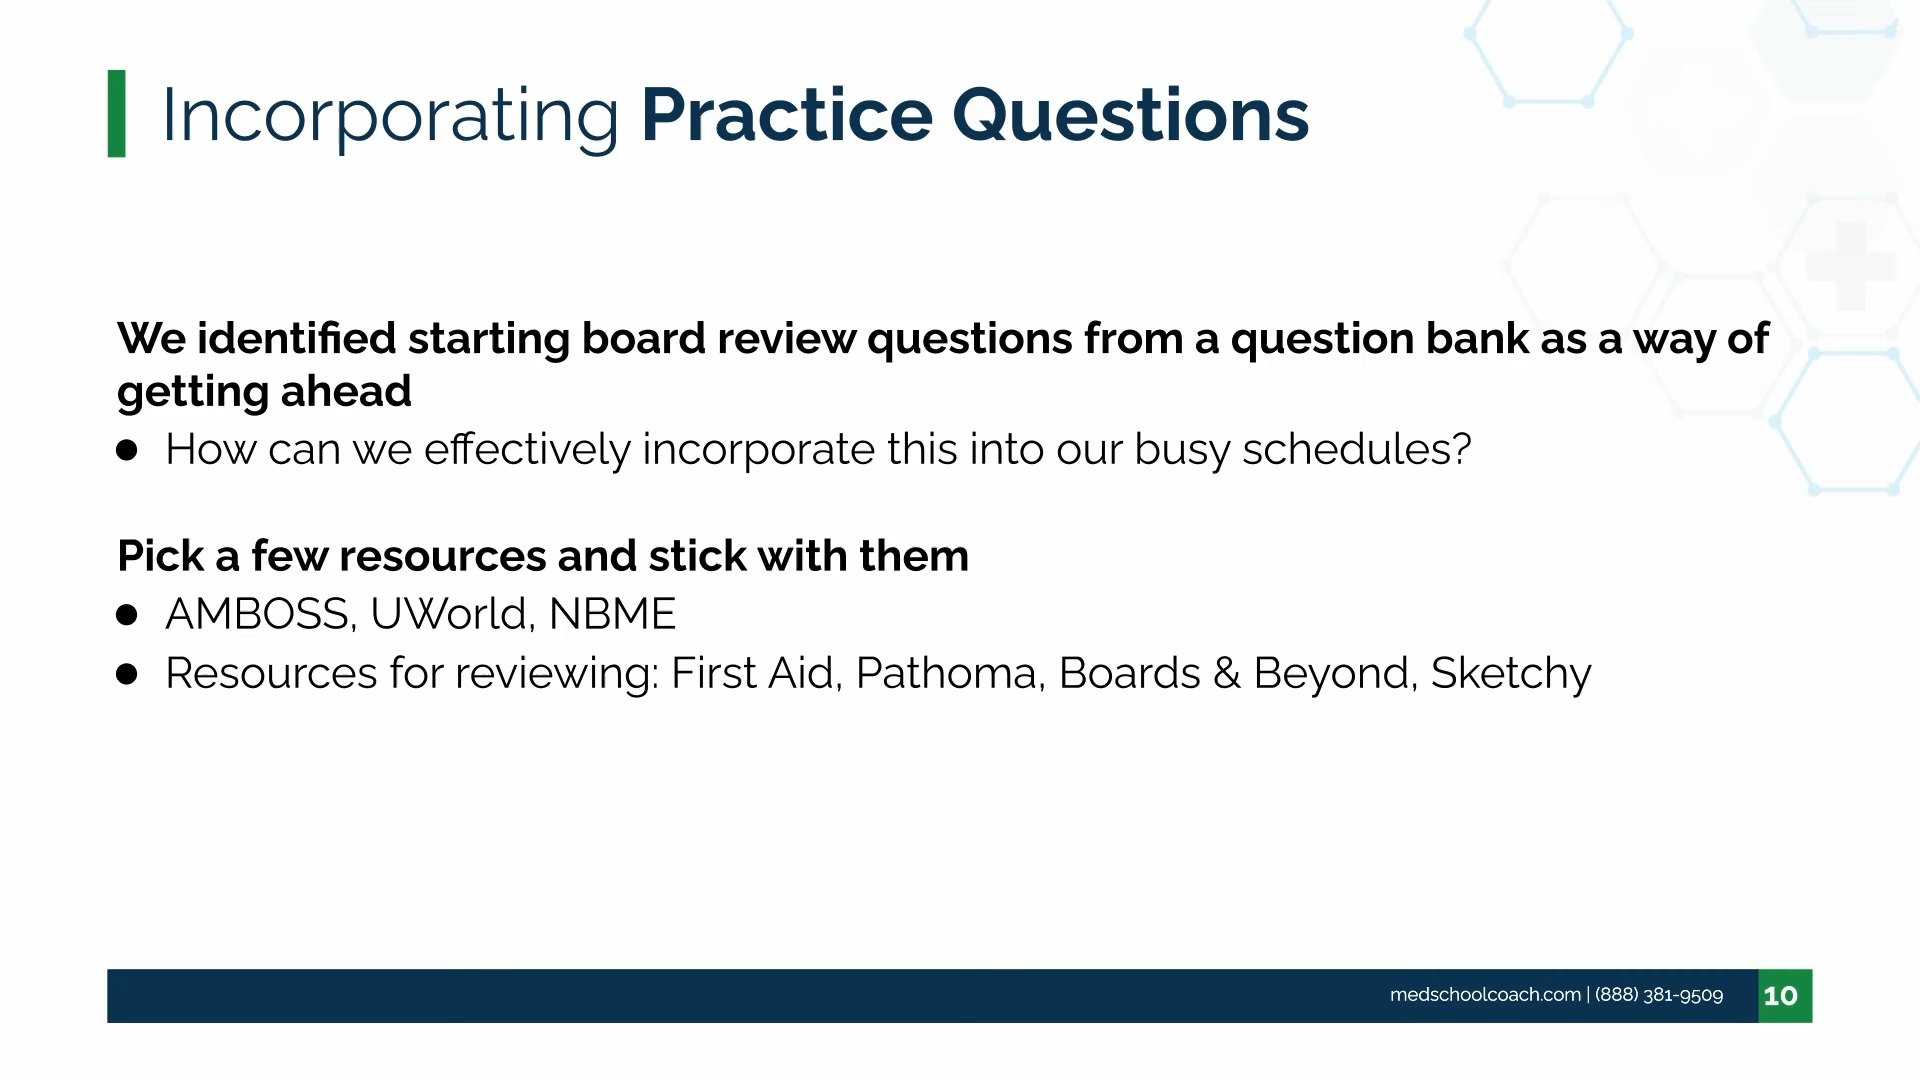 Incorporating Practice Questions
We identified starting board review questions from a question bank as a way of
getting ahead
● How can we effectively incorporate this into our busy schedules?
Pick a few resources and stick with them
● AMBOSS, UWorld, NBME
● Resources for reviewing: First Aid, Pathoma, Boards & Beyond, Sketchy
medschoolcoach.com | (888) 381-9509 10